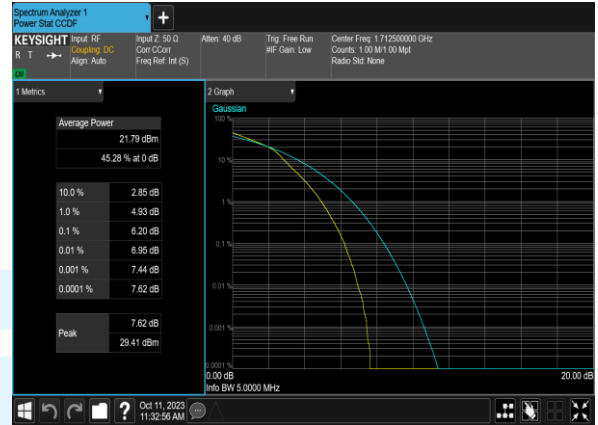 Spectrum Analyzer 1
Power Stat CCDF
+
KEYSIGHT
R T
LXI
Input: RF
Coupling: DC
Align: Auto
Input Z: 50 Ω
Corr CCorr
Freq Ref: Int (S)
Atten: 40 dB
Trig: Free Run
#IF Gain: Low
Center Freq: 1.712500000 GHz
Counts: 1.00 M/1.00 Mpt
Radio Std: None
1 Metrics
Average Power
21.79 dBm
45.28 % at 0 dB
10.0 % 2.85 dB
1.0 % 4.93 dB
0.1 % 6.20 dB
0.01 % 6.95 dB
0.001 % 7.44 dB
0.0001 % 7.62 dB
Peak
7.62 dB
29.41 dBm
2 Graph
Gaussian
100 %
10 %
1 %
0.1 %
0.01 %
0.001 %
0.0001 %
0.00 dB
20.00 dB
Info BW 5.0000 MHz
?
Oct 11, 2023
11:32:56 AM